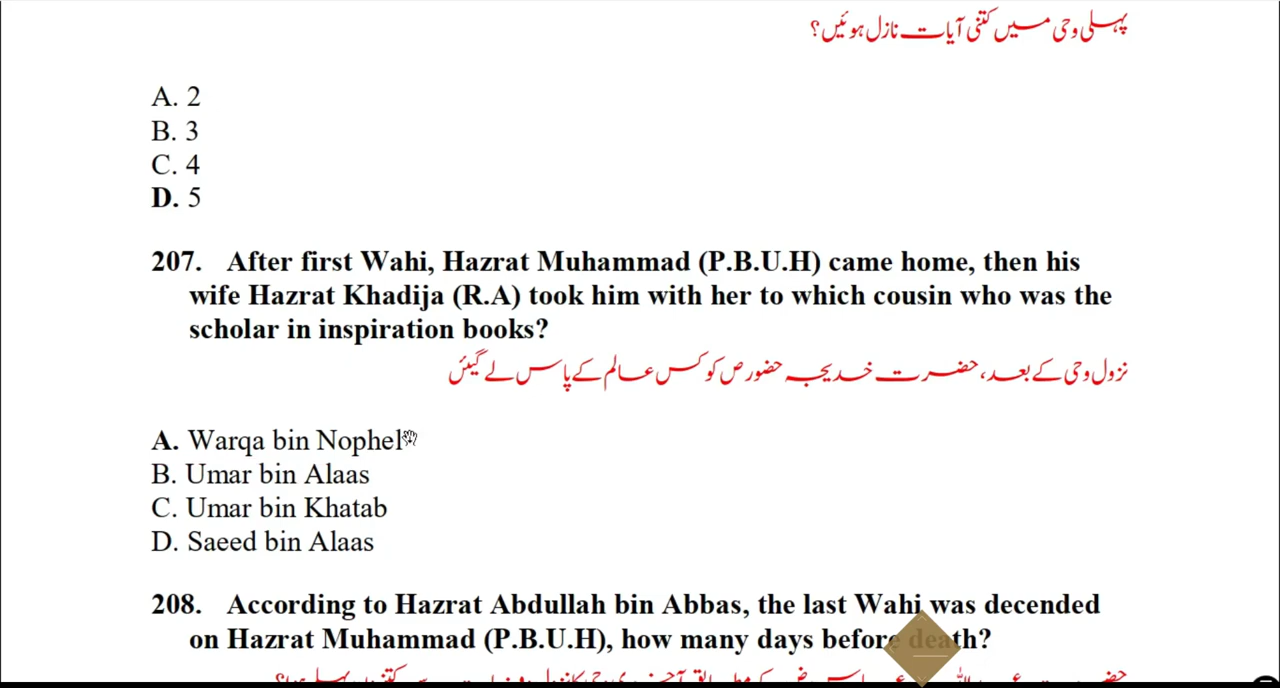 پہلی وحی میں کتنی آیات نازل ہوئیں؟
A. 2
B. 3
C. 4
D. 5
207. After first Wahi, Hazrat Muhammad (P.B.U.H) came home, then his
wife Hazrat Khadija (R.A) took him with her to which cousin who was the
scholar in inspiration books?
نزول وحی کے بعد، حضرت خدیجہ حضور ص کو کس عالم کے پاس لے گئیں
A. Warqa bin Nophel
B. Umar bin Alaas
C. Umar bin Khatab
D. Saeed bin Alaas
208. According to Hazrat Abdullah bin Abbas, the last Wahi was decended
on Hazrat Muhammad (P.B.U.H), how many days before death?